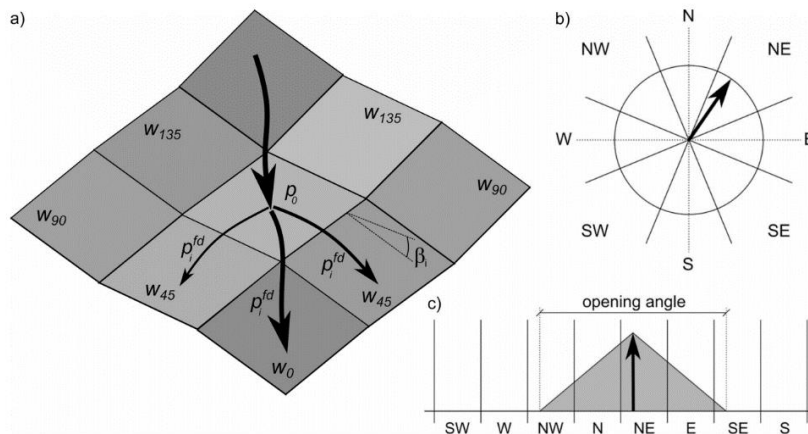 a)
w135
w135
p0
w90
w90
βi
pifd
pifd
pifd
w45
w45
w0
b)
N
NW
NE
W
E
SW
SE
S
c)
opening angle
SW W NW N NE E SE S